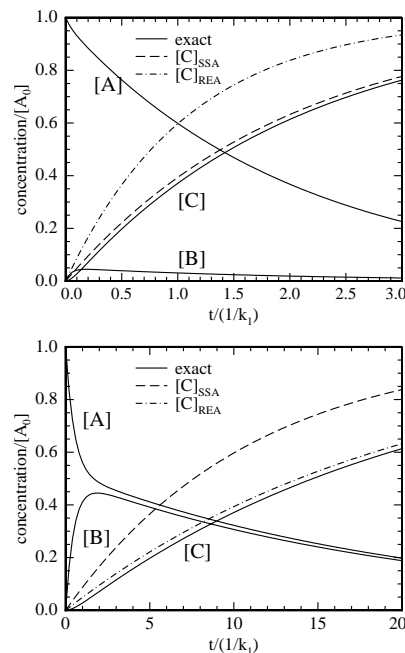 1.0
0.8
0.6
0.4
0.2
0.0
concentration/[A₀]
exact
[C]SSA
[C]REA
[A]
[C]
[B]
0.0 0.5 1.0 1.5 2.0 2.5 3.0
t/(1/k₁)
1.0
0.8
0.6
0.4
0.2
0.0
concentration/[A₀]
exact
[C]SSA
[C]REA
[A]
[B]
[C]
0 5 10 15 20
t/(1/k₁)